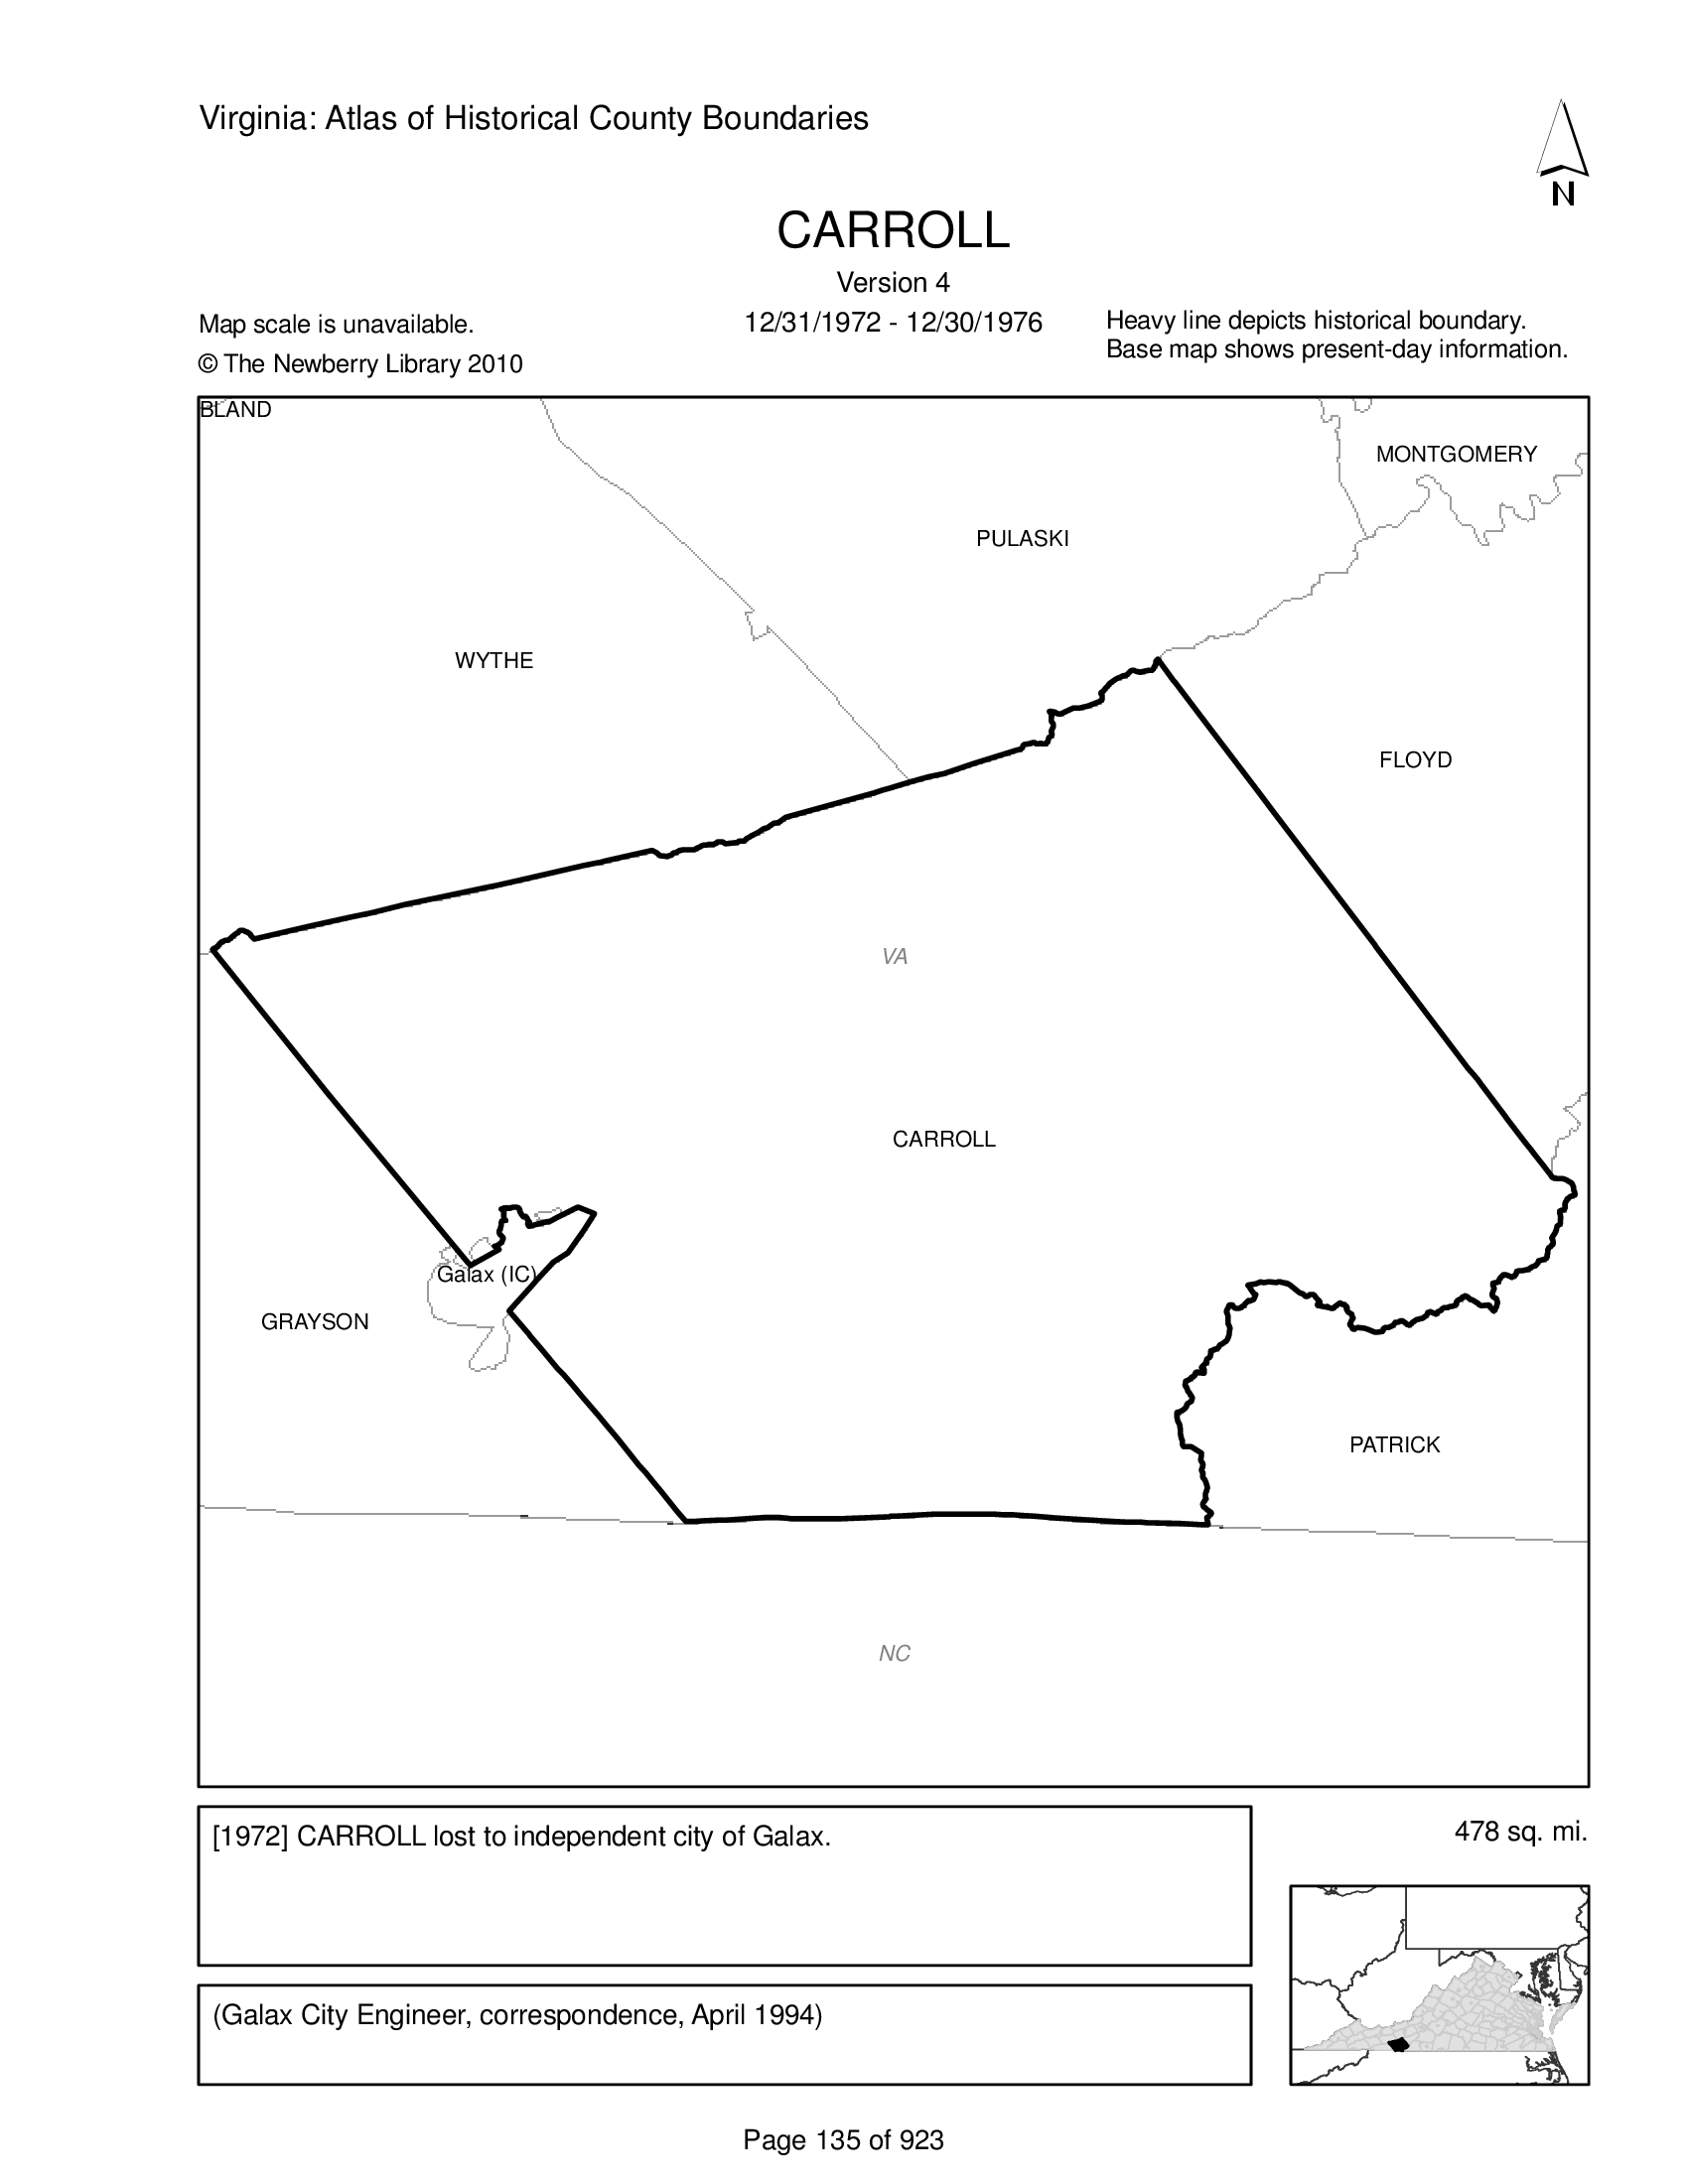 Virginia: Atlas of Historical County Boundaries
N
CARROLL
Version 4
12/31/1972 - 12/30/1976
Map scale is unavailable.
© The Newberry Library 2010
Heavy line depicts historical boundary.
Base map shows present-day information.
BLAND
MONTGOMERY
PULASKI
WYTHE
FLOYD
VA
CARROLL
Galax (IC)
GRAYSON
PATRICK
NC
[1972] CARROLL lost to independent city of Galax.
478 sq. mi.
(Galax City Engineer, correspondence, April 1994)
Page 135 of 923